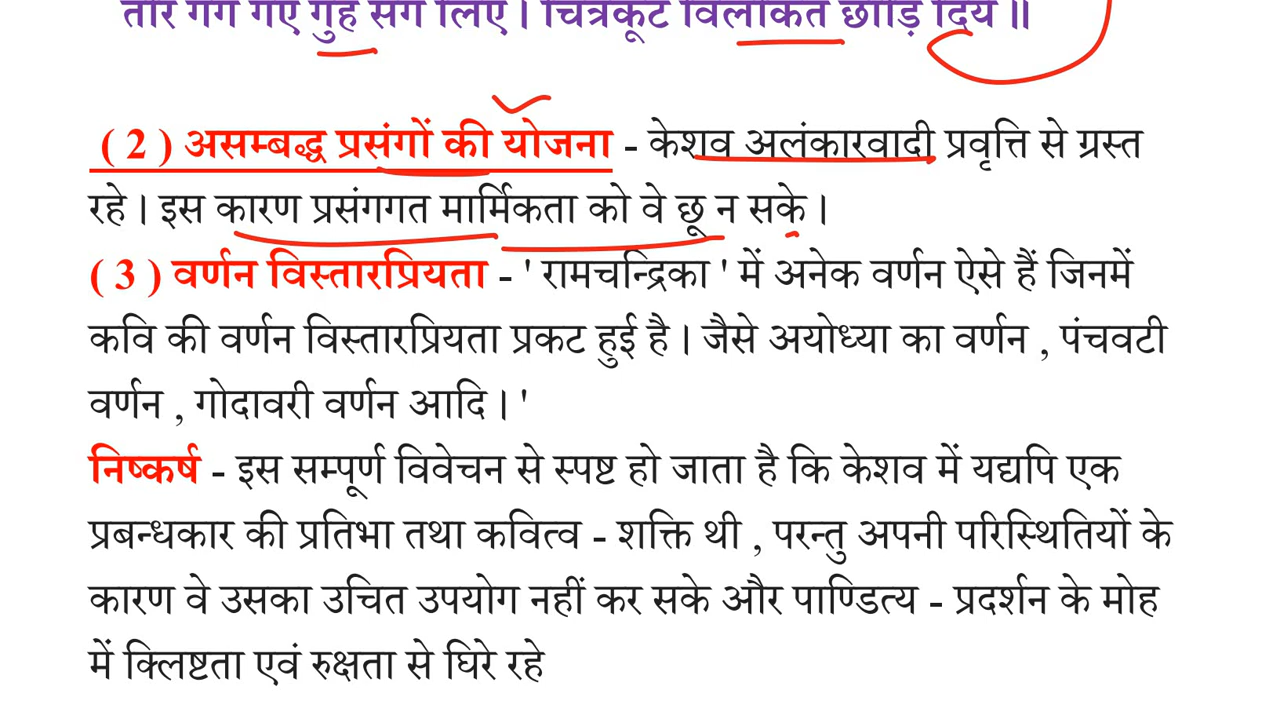 तीर गंग गए गुह संग लिए। चित्रकूट विलोकित छाड़ि दिये॥
( 2 ) असम्बद्ध प्रसंगों की योजना - केशव अलंकारवादी प्रवृत्ति से ग्रस्त
रहे। इस कारण प्रसंगगत मार्मिकता को वे छू न सके।
( 3 ) वर्णन विस्तारप्रियता - ' रामचन्द्रिका ' में अनेक वर्णन ऐसे हैं जिनमें
कवि की वर्णन विस्तारप्रियता प्रकट हुई है। जैसे अयोध्या का वर्णन , पंचवटी
वर्णन , गोदावरी वर्णन आदि। '
निष्कर्ष - इस सम्पूर्ण विवेचन से स्पष्ट हो जाता है कि केशव में यद्यपि एक
प्रबन्धकार की प्रतिभा तथा कवित्व - शक्ति थी , परन्तु अपनी परिस्थितियों के
कारण वे उसका उचित उपयोग नहीं कर सके और पाण्डित्य - प्रदर्शन के मोह
में क्लिष्टता एवं रुक्षता से घिरे रहे